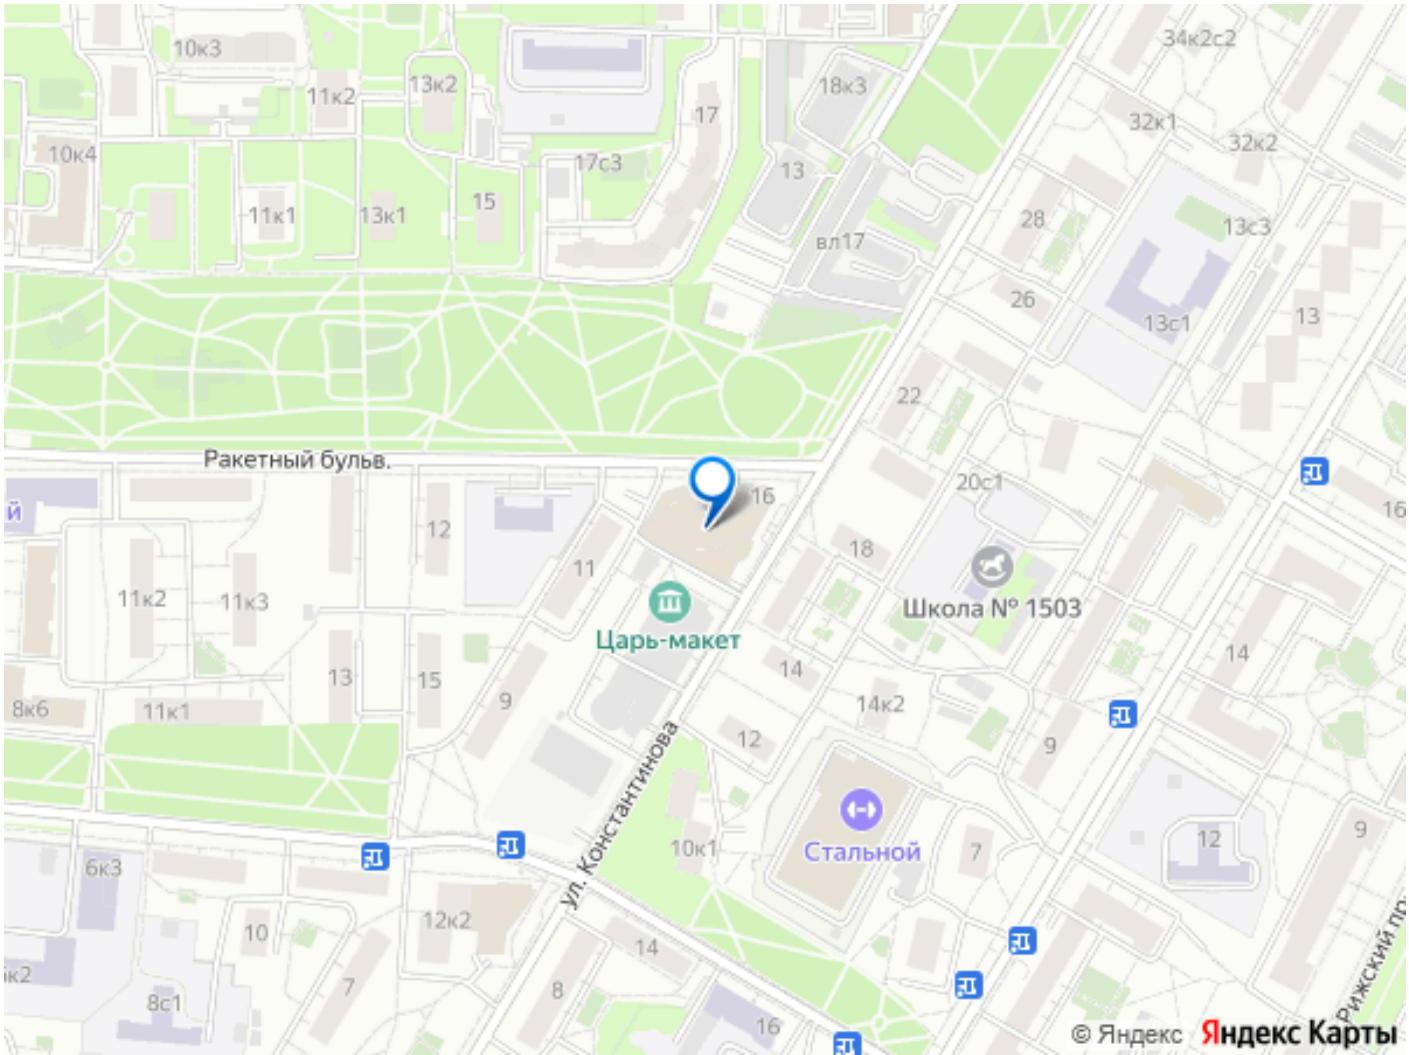 34к2с2
10к3
13к2
18к3
11к2
17
32к1
32к2
10к4
17с3
13
15
11к1
13к1
28
13с3
вл17
26
13
13с1
22
Ракетный бульв.
20с1
16
16
й
12
18
11
Школа № 1503
11к2
11к3
Царь-макет
14
14
13
15
9
14к2
8к6
11к1
12
9
ул. Константинова
10к1
Стальной
7
12
9
6к3
12к2
10
14
Рижский пр
к2
8с1
7
8
16
© Яндекс Яндекс Карты